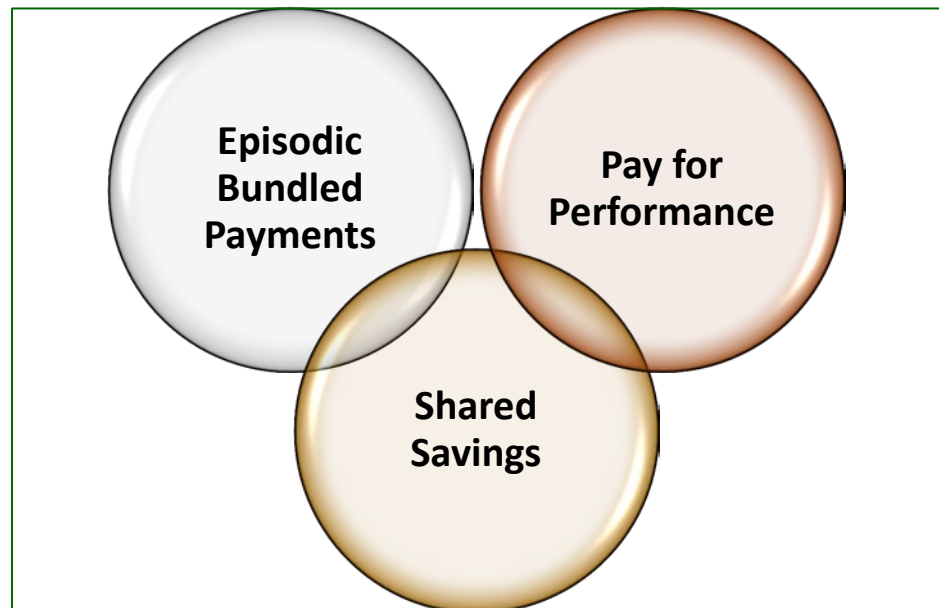 Episodic
Bundled
Payments
Pay for
Performance
Shared
Savings